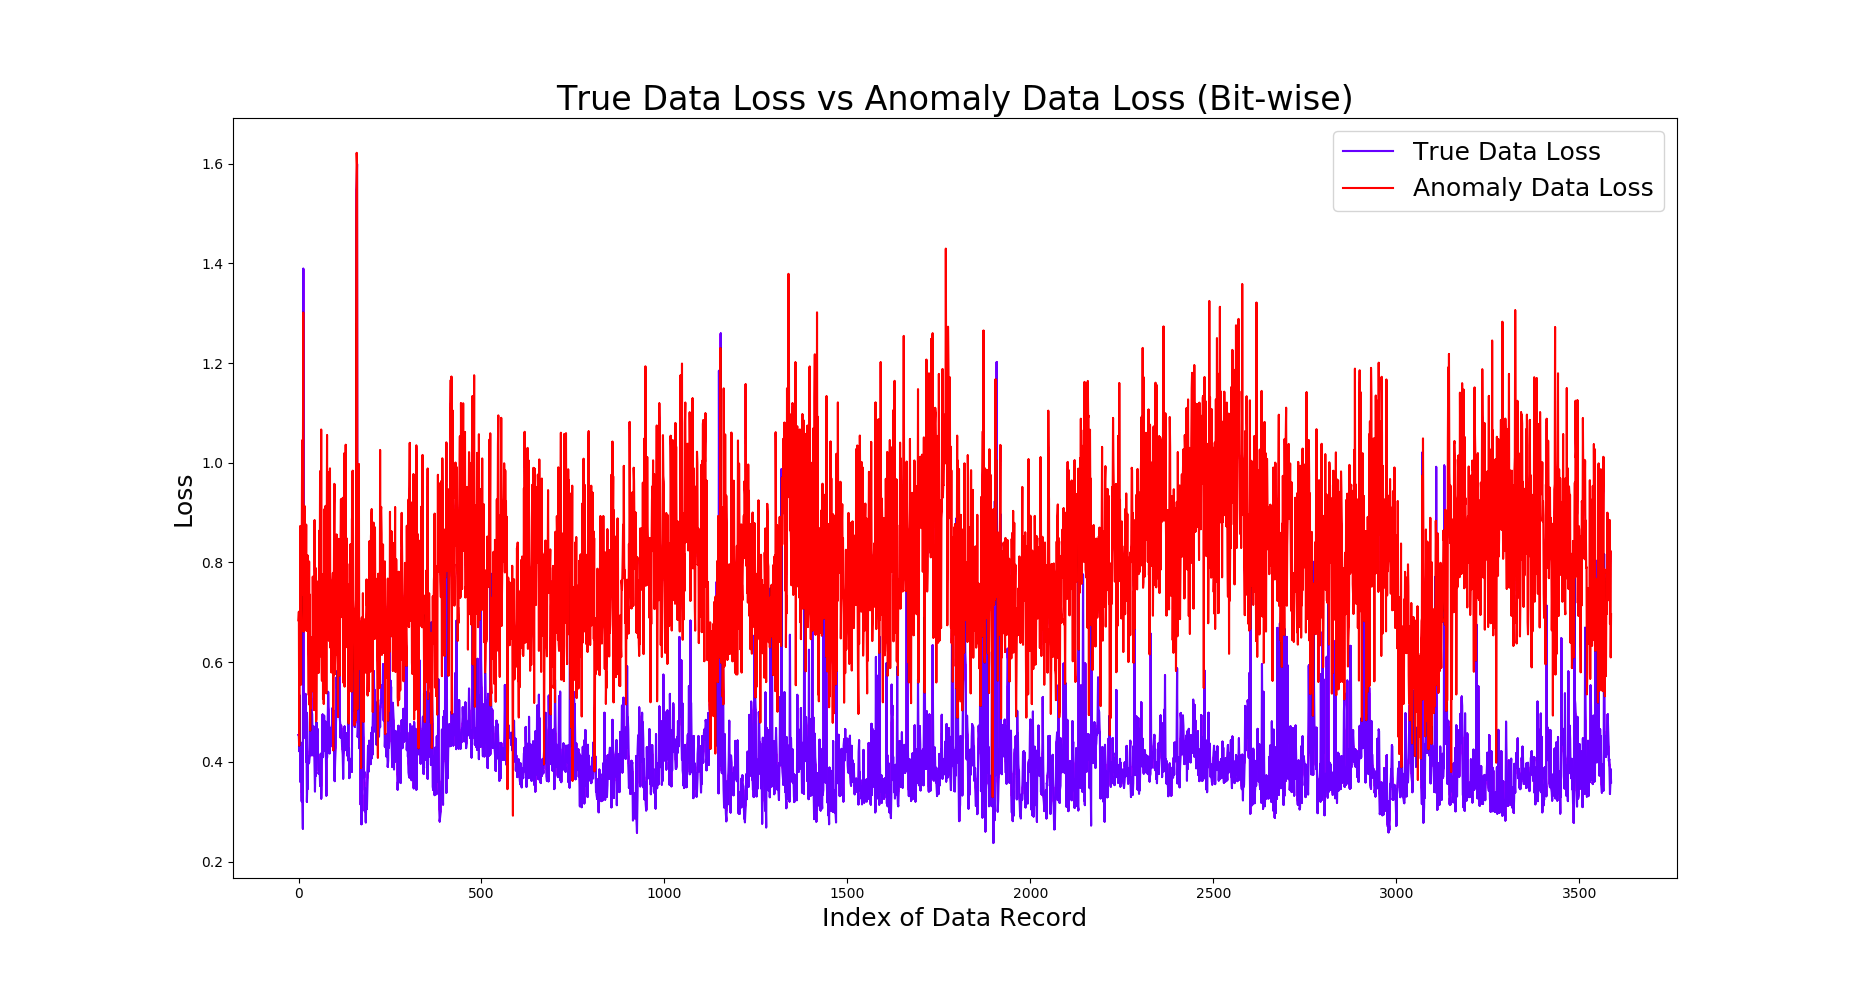 True Data Loss vs Anomaly Data Loss (Bit-wise)
True Data Loss
Anomaly Data Loss
1.6
1.4
1.2
1.0
0.8
0.6
0.4
0.2
Loss
0 500 1000 1500 2000 2500 3000 3500
Index of Data Record